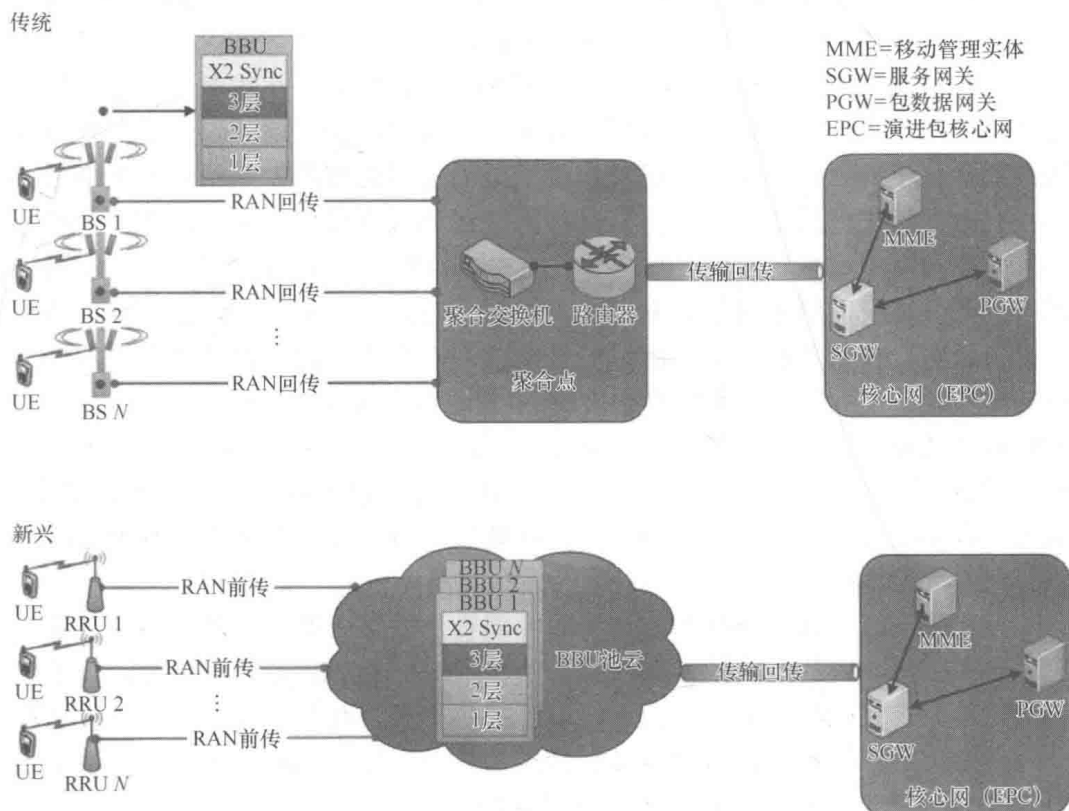 传统
BBU
X2 Sync
3层
2层
1层
MME=移动管理实体
SGW=服务网关
PGW=包数据网关
EPC=演进包核心网
UE
BS 1
RAN回传
UE
BS 2
RAN回传
⋮
UE
BS N
RAN回传
聚合交换机
路由器
聚合点
传输回传
MME
PGW
SGW
核心网（EPC）
新兴
UE
RRU 1
RAN前传
UE
RRU 2
RAN前传
⋮
UE
RRU N
RAN前传
BBU N
BBU 2
BBU 1
X2 Sync
3层
2层
1层
BBU池云
传输回传
MME
PGW
SGW
核心网（EPC）